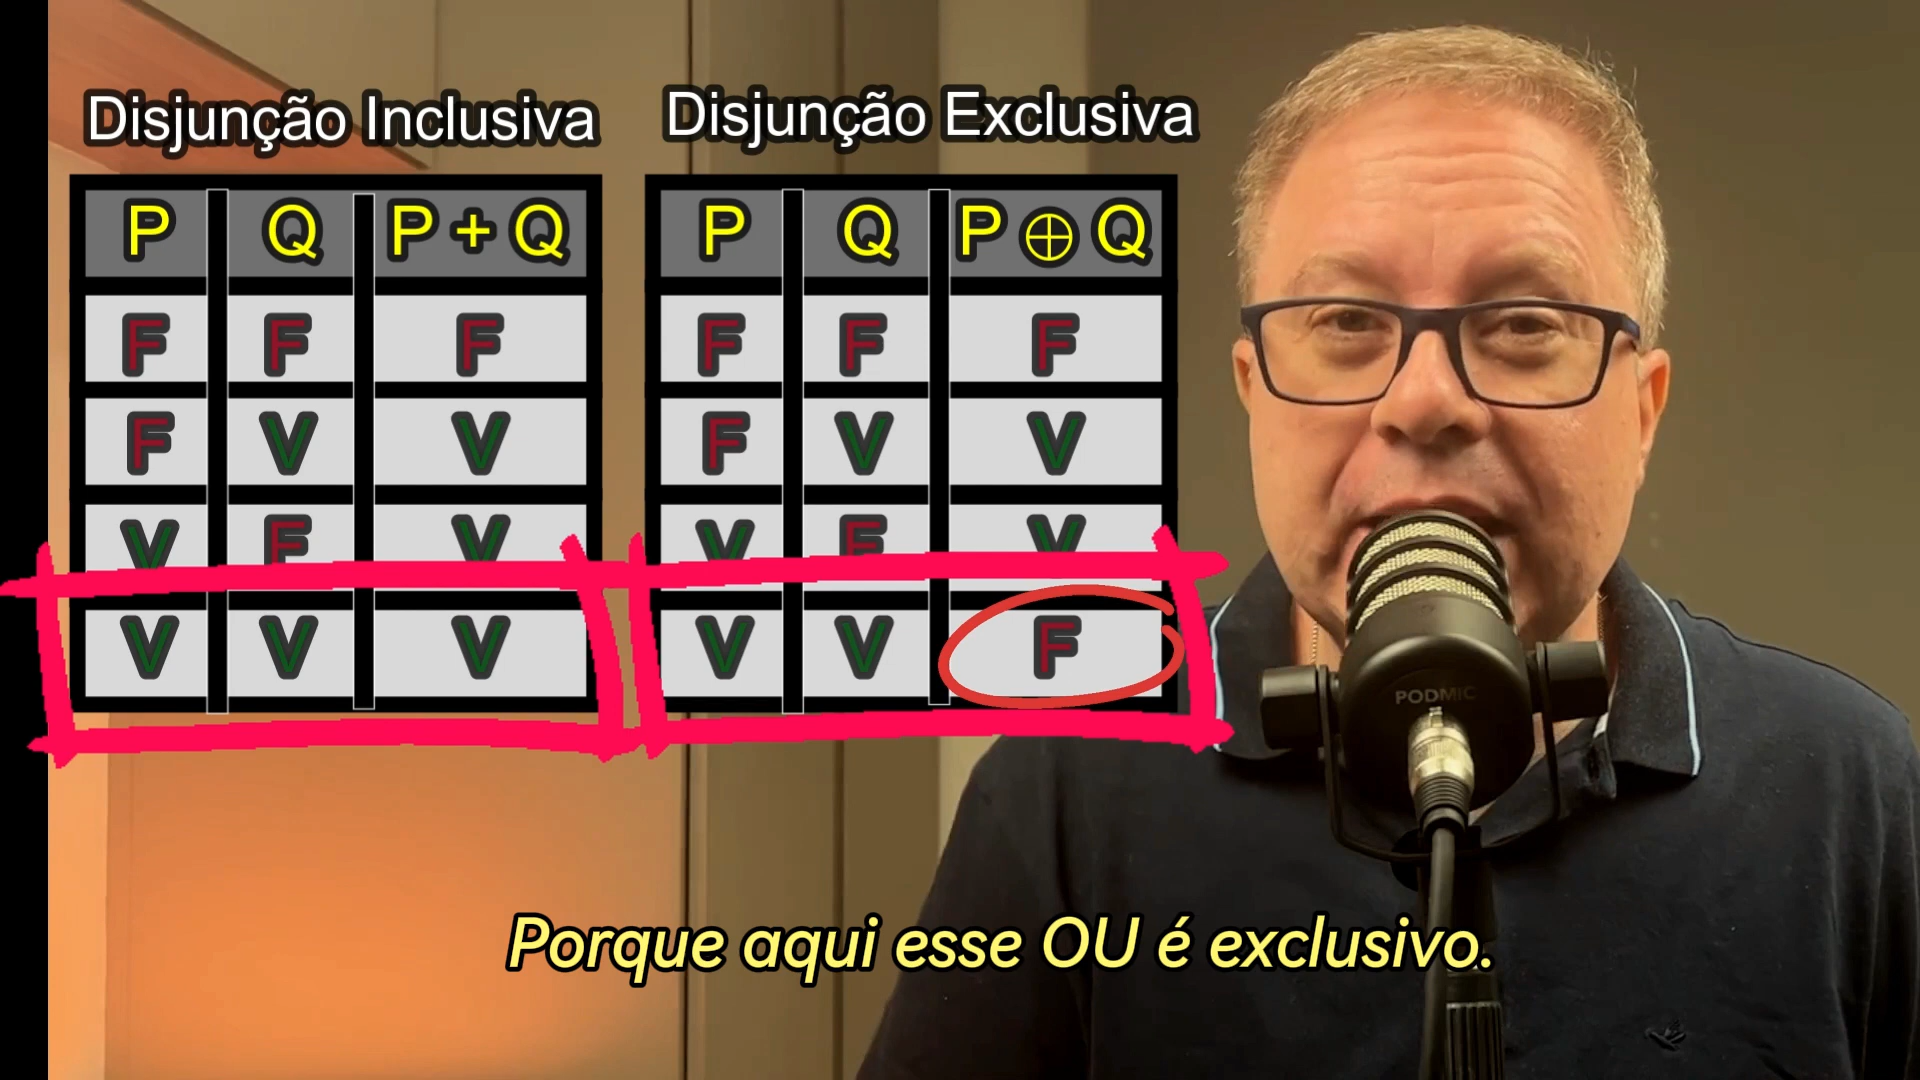 Disjunção Inclusiva
P Q P + Q
F F F
F V V
V F V
V V V
Disjunção Exclusiva
P Q P ⊕ Q
F F F
F V V
V F V
V V F
PODMIC
Porque aqui esse OU é exclusivo.